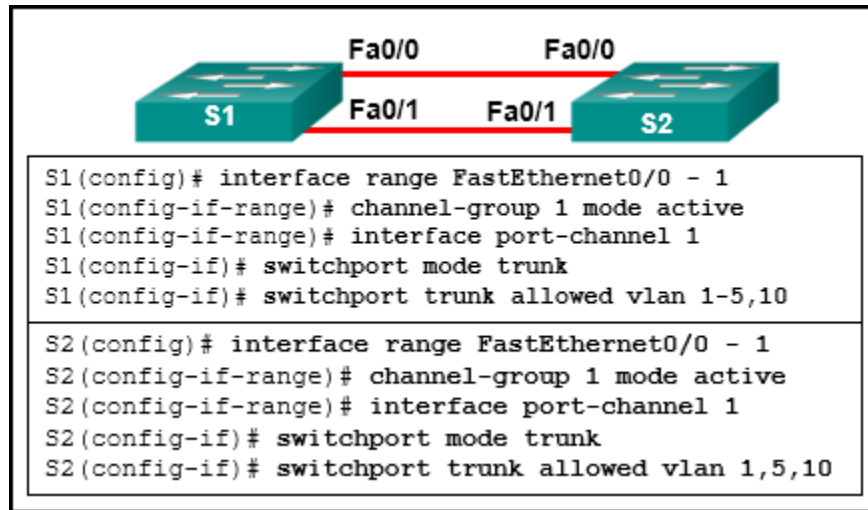 Fa0/0 Fa0/0
S1 Fa0/1 Fa0/1 S2
S1(config)# interface range FastEthernet0/0 - 1
S1(config-if-range)# channel-group 1 mode active
S1(config-if-range)# interface port-channel 1
S1(config-if)# switchport mode trunk
S1(config-if)# switchport trunk allowed vlan 1-5,10
S2(config)# interface range FastEthernet0/0 - 1
S2(config-if-range)# channel-group 1 mode active
S2(config-if-range)# interface port-channel 1
S2(config-if)# switchport mode trunk
S2(config-if)# switchport trunk allowed vlan 1,5,10